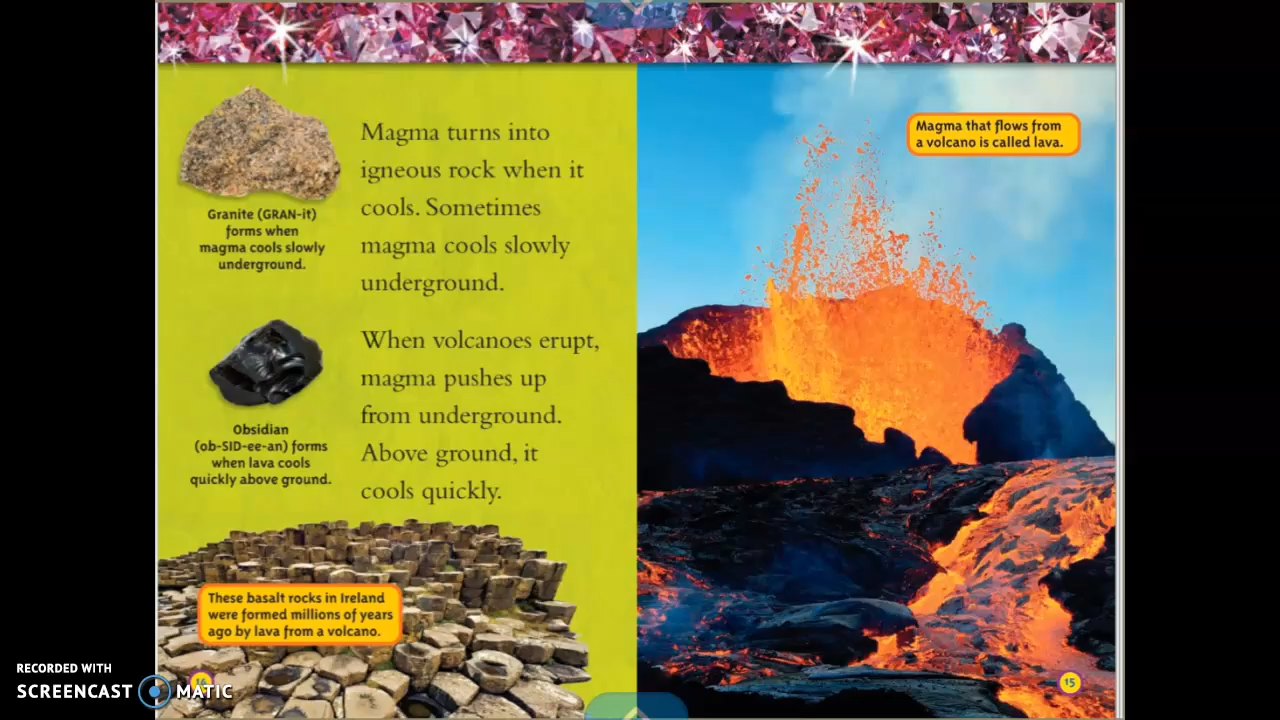 Granite (GRAN-it)
forms when
magma cools slowly
underground.
Magma turns into
igneous rock when it
cools. Sometimes
magma cools slowly
underground.
Obsidian
(ob-SID-ee-an) forms
when lava cools
quickly above ground.
When volcanoes erupt,
magma pushes up
from underground.
Above ground, it
cools quickly.
These basalt rocks in Ireland
were formed millions of years
ago by lava from a volcano.
Magma that flows from
a volcano is called lava.
15
RECORDED WITH
SCREENCAST MATIC